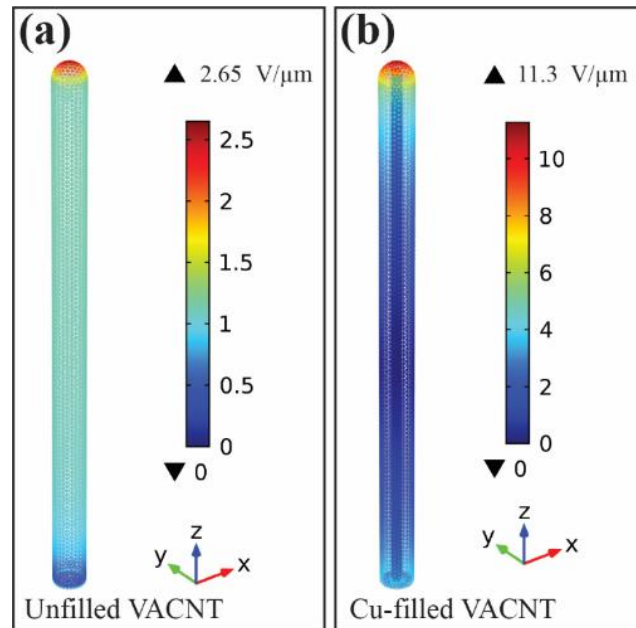 (a)
▲ 2.65 V/μm
2.5
2
1.5
1
0.5
0
▼ 0
z
y
x
Unfilled VACNT
(b)
▲ 11.3 V/μm
10
8
6
4
2
0
▼ 0
z
y
x
Cu-filled VACNT